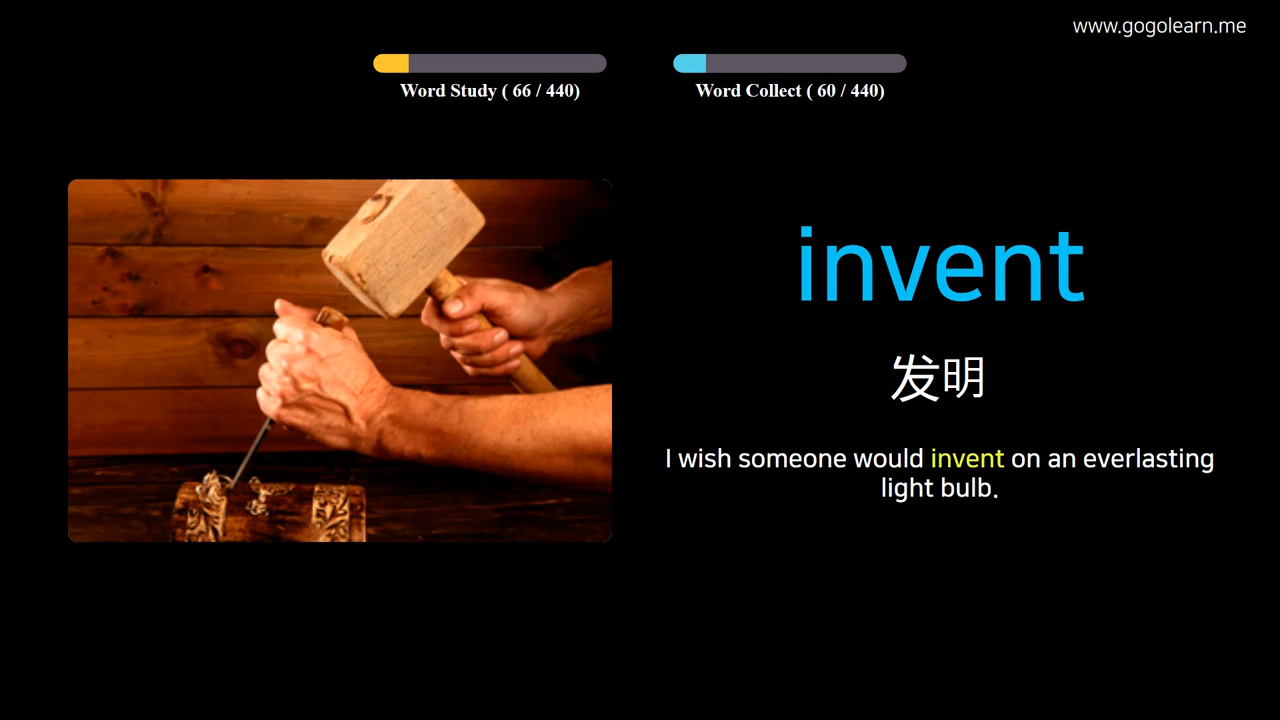 www.gogolearn.me
Word Study ( 66 / 440)
Word Collect ( 60 / 440)
invent
发明
I wish someone would invent on an everlasting
light bulb.